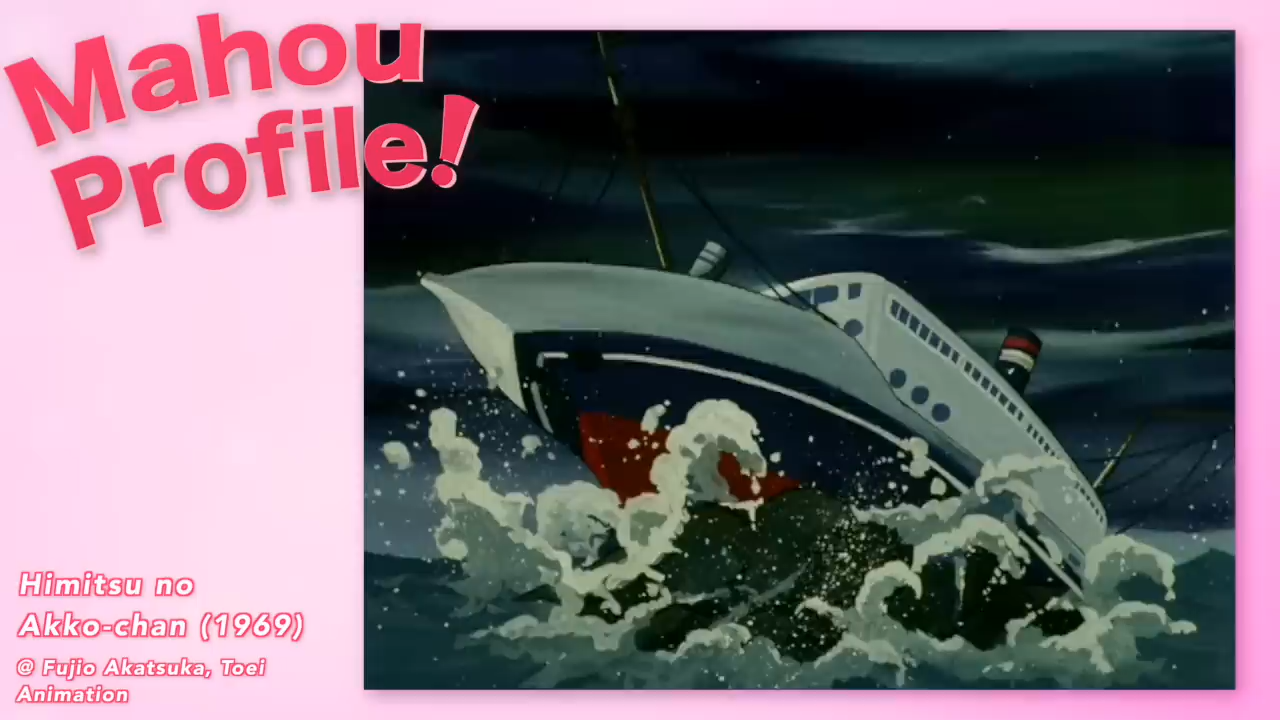 Mahou
Profile!
Himitsu no
Akko-chan (1969)
@ Fujio Akatsuka, Toei
Animation